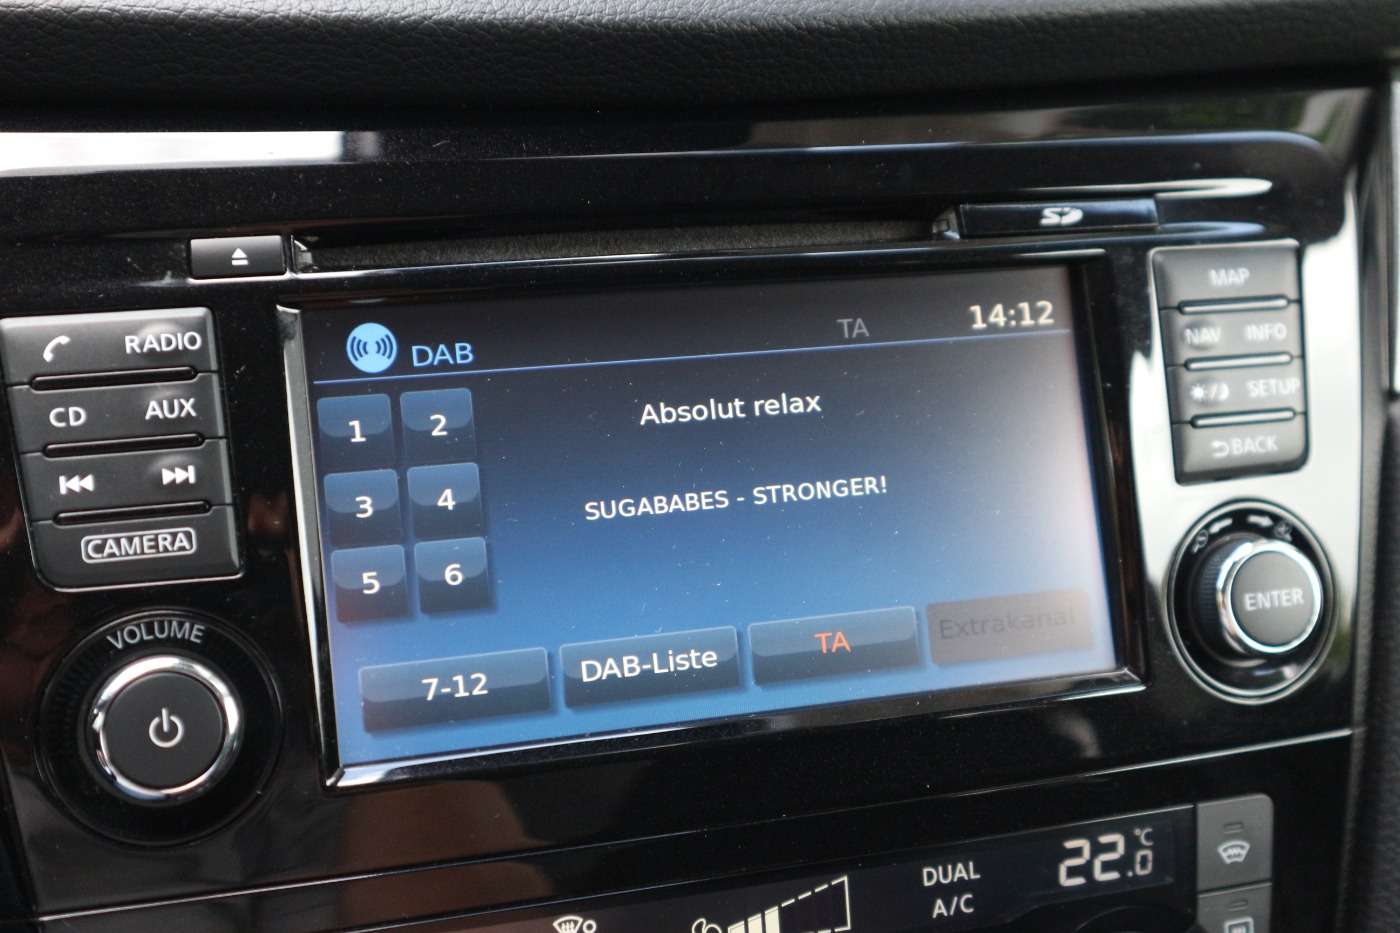 SD
MAP
NAV INFO
SETUP
BACK
RADIO
CD AUX
CAMERA
VOLUME
DAB TA 14:12
1 2
3 4
5 6
Absolut relax
SUGABABES - STRONGER!
7-12 DAB-Liste TA Extrakanal
ENTER
DUAL
A/C
22.0 °C